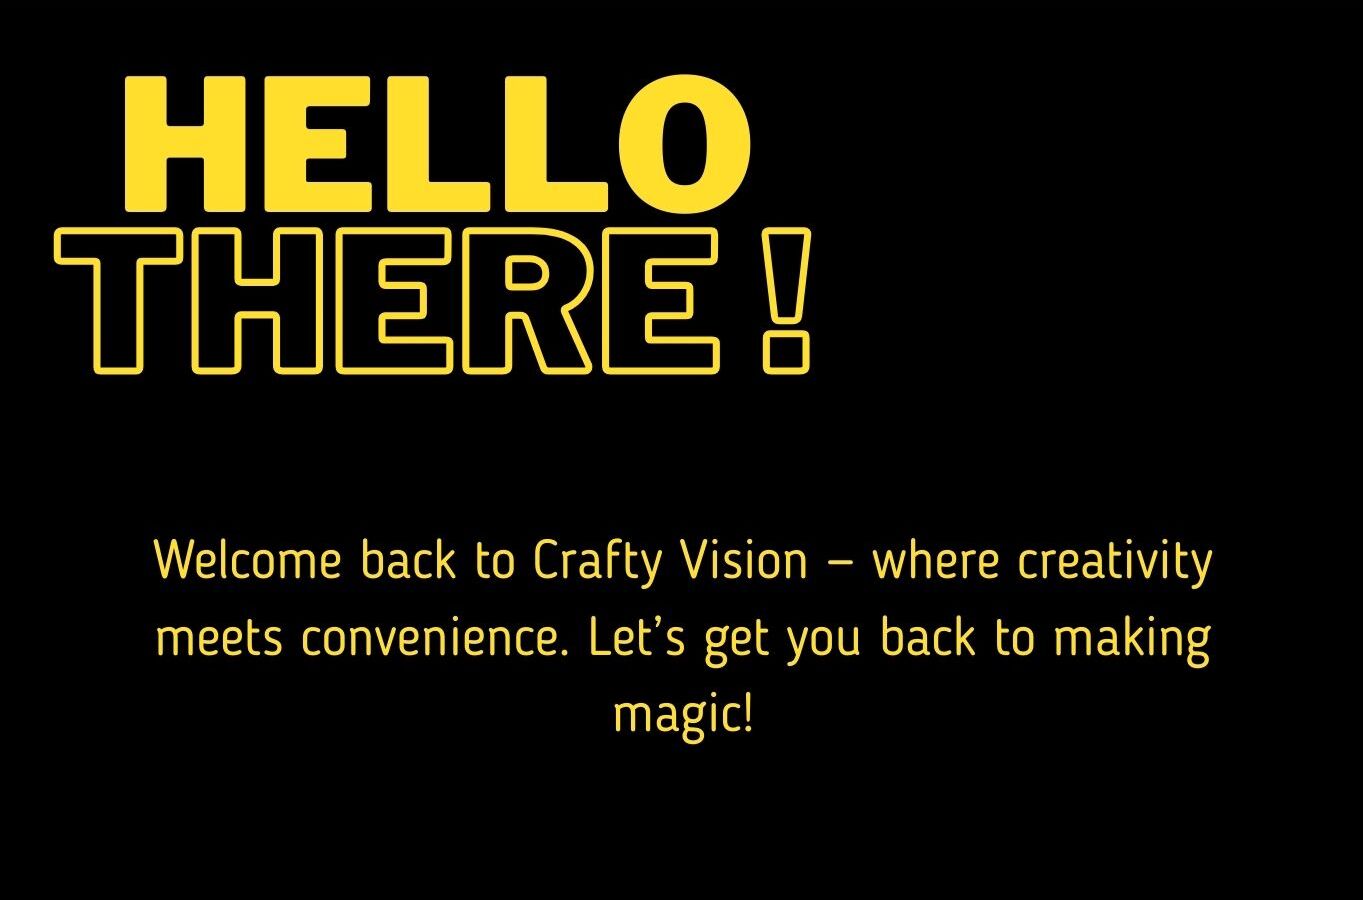 HELLO
THERE !
Welcome back to Crafty Vision – where creativity
meets convenience. Let’s get you back to making
magic!